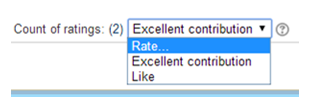 Count of ratings: (2) Excellent contribution
Rate...
Excellent contribution
Like